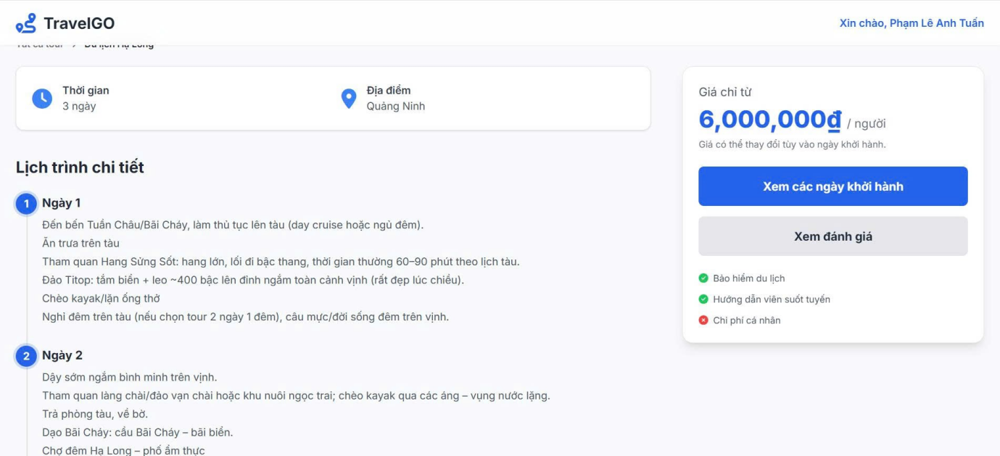 TravelGO
Xin chào, Phạm Lê Anh Tuấn
Tất cả tour > Du lịch Hạ Long
Thời gian
3 ngày
Địa điểm
Quảng Ninh
Lịch trình chi tiết
1 Ngày 1
Đến bến Tuần Châu/Bãi Cháy, làm thủ tục lên tàu (day cruise hoặc ngủ đêm).
Ăn trưa trên tàu
Tham quan Hang Sửng Sốt: hang lớn, lối đi bậc thang, thời gian thường 60–90 phút theo lịch tàu.
Đảo Titop: tắm biển + leo ~400 bậc lên đỉnh ngắm toàn cảnh vịnh (rất đẹp lúc chiều).
Chèo kayak/lặn ống thở
Nghỉ đêm trên tàu (nếu chọn tour 2 ngày 1 đêm), câu mực/đời sống đêm trên vịnh.
2 Ngày 2
Dậy sớm ngắm bình minh trên vịnh.
Tham quan làng chài/đảo vạn chài hoặc khu nuôi ngọc trai; chèo kayak qua các áng – vụng nước lặng.
Trả phòng tàu, về bờ.
Dạo Bãi Cháy: cầu Bãi Cháy – bãi biển.
Chợ đêm Hạ Long – phố ẩm thực
Giá chỉ từ
6,000,000₫ / người
Giá có thể thay đổi tùy vào ngày khởi hành.
Xem các ngày khởi hành
Xem đánh giá
Bảo hiểm du lịch
Hướng dẫn viên suốt tuyến
Chi phí cá nhân